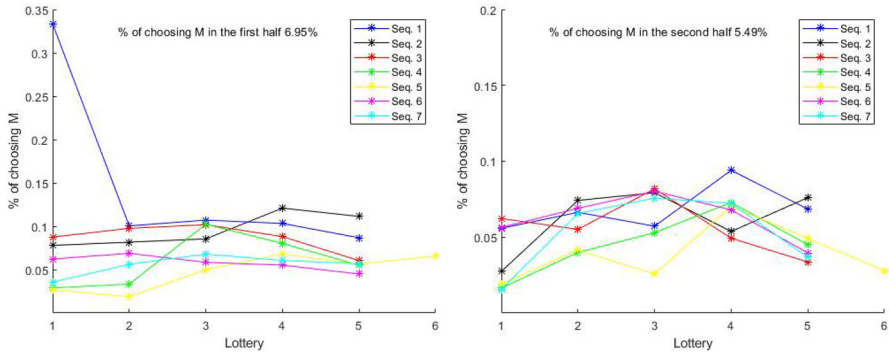 % of choosing M in the first half 6.95%
Seq. 1
Seq. 2
Seq. 3
Seq. 4
Seq. 5
Seq. 6
Seq. 7
% of choosing M
0.35
0.3
0.25
0.2
0.15
0.1
0.05
1 2 3 4 5 6
Lottery
% of choosing M in the second half 5.49%
Seq. 1
Seq. 2
Seq. 3
Seq. 4
Seq. 5
Seq. 6
Seq. 7
% of choosing M
0.2
0.15
0.1
0.05
1 2 3 4 5 6
Lottery